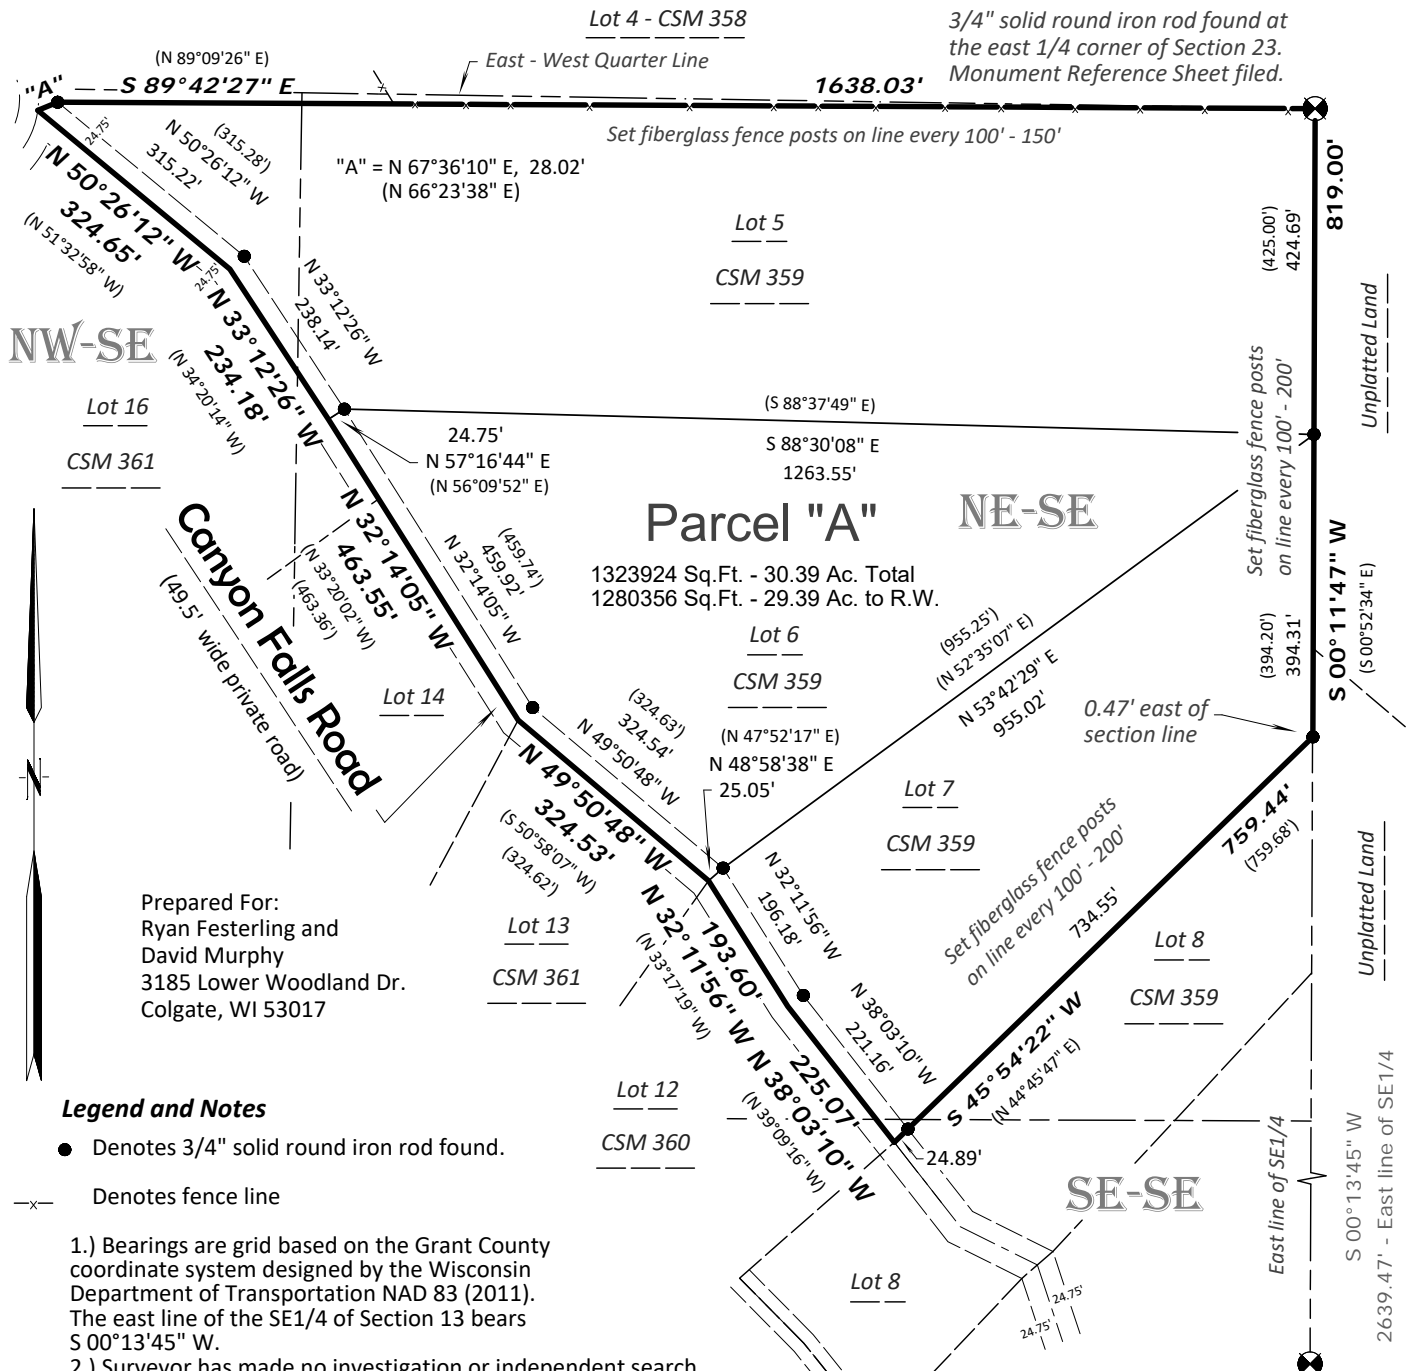 Lot 4 - CSM 358
3/4" solid round iron rod found at
the east 1/4 corner of Section 23.
Monument Reference Sheet filed.
(N 89°09'26" E)
East - West Quarter Line
"A"
S 89°42'27" E
1638.03'
Set fiberglass fence posts on line every 100' - 150'
"A" = N 67°36'10" E, 28.02'
(N 66°23'38" E)
24.75'
(315.28')
N 50°26'12" W
315.22'
N 50°26'12" W
324.65'
(N 51°32'58" W)
24.75'
819.00'
(425.00')
424.69'
Lot 5
CSM 359
Unplatted Land
N 33°12'26" W
238.14'
N 33°12'26" W
234.18'
(N 34°20'14" W)
NW-SE
Lot 16
CSM 361
Set fiberglass fence posts
on line every 100' - 200'
(S 88°37'49" E)
S 88°30'08" E
1263.55'
24.75'
N 57°16'44" E
(N 56°09'52" E)
Parcel "A"
NE-SE
1323924 Sq.Ft. - 30.39 Ac. Total
1280356 Sq.Ft. - 29.39 Ac. to R.W.
Canyon Falls Road
(49.5' wide private road)
N 32°14'05" W
463.55'
(N 33°20'02" W)
(463.36')
(459.74')
459.92'
N 32°14'05" W
S 00°11'47" W
(S 00°52'34" E)
(394.20')
394.31'
Lot 6
CSM 359
(955.25')
(N 52°35'07" E)
N 53°42'29" E
955.02'
0.47' east of
section line
Lot 14
(324.63')
324.54'
N 49°50'48" W
(N 47°52'17" E)
N 48°58'38" E
25.05'
N 49°50'48" W
324.53'
(S 50°58'07" W)
(324.62')
Lot 7
CSM 359
759.44'
(759.68')
Unplatted Land
Set fiberglass fence posts
on line every 100' - 200'
734.55'
N 32°11'56" W
196.18'
193.60'
N 32°11'56" W
(N 33°17'19" W)
Prepared For:
Ryan Festerling and
David Murphy
3185 Lower Woodland Dr.
Colgate, WI 53017
Lot 13
CSM 361
Lot 8
CSM 359
N 38°03'10" W
221.16'
225.07'
N 38°03'10" W
(N 39°09'16" W)
S 45°54'22" W
(N 44°45'47" E)
Lot 12
CSM 360
24.89'
SE-SE
East line of SE1/4
S 00°13'45" W
2639.47' - East line of SE1/4
Lot 8
24.75'
24.75'
N
Legend and Notes
Denotes 3/4" solid round iron rod found.
x Denotes fence line
1.) Bearings are grid based on the Grant County
coordinate system designed by the Wisconsin
Department of Transportation NAD 83 (2011).
The east line of the SE1/4 of Section 13 bears
S 00°13'45" W.
2.) Surveyor has made no investigation or independent search